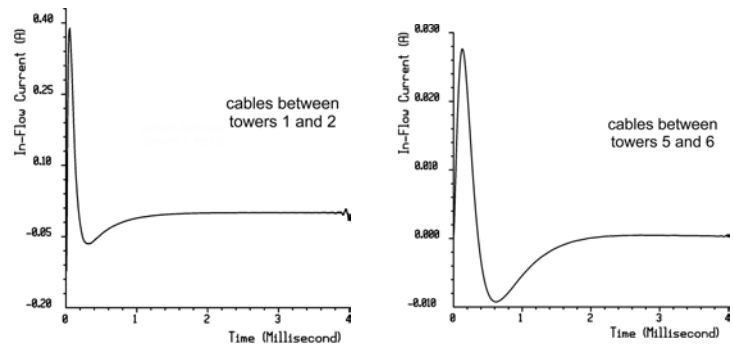 In-Flow Current (A)
0.40
0.25
0.10
-0.05
-0.20
cables between
towers 1 and 2
0
1
2
3
4
Time (Millisecond)
In-Flow Current (A)
0.030
0.020
0.010
0.000
-0.010
cables between
towers 5 and 6
0
1
2
3
4
Time (Millisecond)